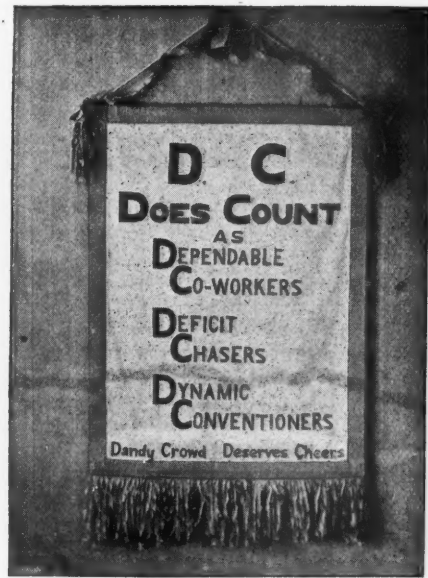 D C
DOES COUNT
AS
DEPENDABLE
CO-WORKERS
DEFICIT
CHASERS
DYNAMIC
CONVENTIONERS
Dandy Crowd Deserves Cheers